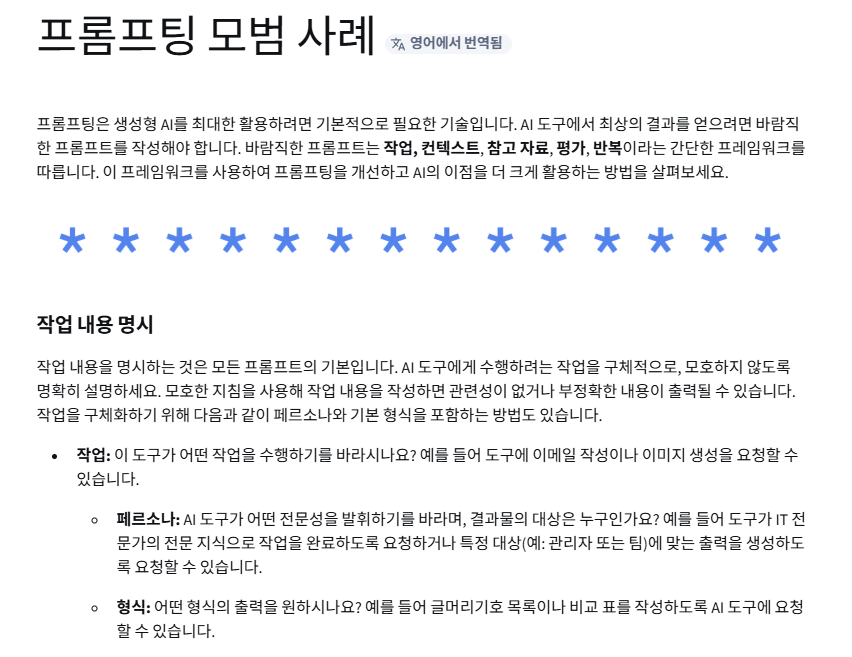 프롬프팅 모범 사례 영어에서 번역됨
프롬프팅은 생성형 AI를 최대한 활용하려면 기본적으로 필요한 기술입니다. AI 도구에서 최상의 결과를 얻으려면 바람직
한 프롬프트를 작성해야 합니다. 바람직한 프롬프트는 작업, 컨텍스트, 참고 자료, 평가, 반복이라는 간단한 프레임워크를
따릅니다. 이 프레임워크를 사용하여 프롬프팅을 개선하고 AI의 이점을 더 크게 활용하는 방법을 살펴보세요.
* * * * * * * * * * * * * *
작업 내용 명시
작업 내용을 명시하는 것은 모든 프롬프트의 기본입니다. AI 도구에게 수행하려는 작업을 구체적으로, 모호하지 않도록
명확히 설명하세요. 모호한 지침을 사용해 작업 내용을 작성하면 관련성이 없거나 부정확한 내용이 출력될 수 있습니다.
작업을 구체화하기 위해 다음과 같이 페르소나와 기본 형식을 포함하는 방법도 있습니다.
• 작업: 이 도구가 어떤 작업을 수행하기를 바라시나요? 예를 들어 도구에 이메일 작성이나 이미지 생성을 요청할 수
있습니다.
○ 페르소나: AI 도구가 어떤 전문성을 발휘하기를 바라며, 결과물의 대상은 누구인가요? 예를 들어 도구가 IT 전
문가의 전문 지식으로 작업을 완료하도록 요청하거나 특정 대상(예: 관리자 또는 팀)에 맞는 출력을 생성하도
록 요청할 수 있습니다.
○ 형식: 어떤 형식의 출력을 원하시나요? 예를 들어 글머리기호 목록이나 비교 표를 작성하도록 AI 도구에 요청
할 수 있습니다.